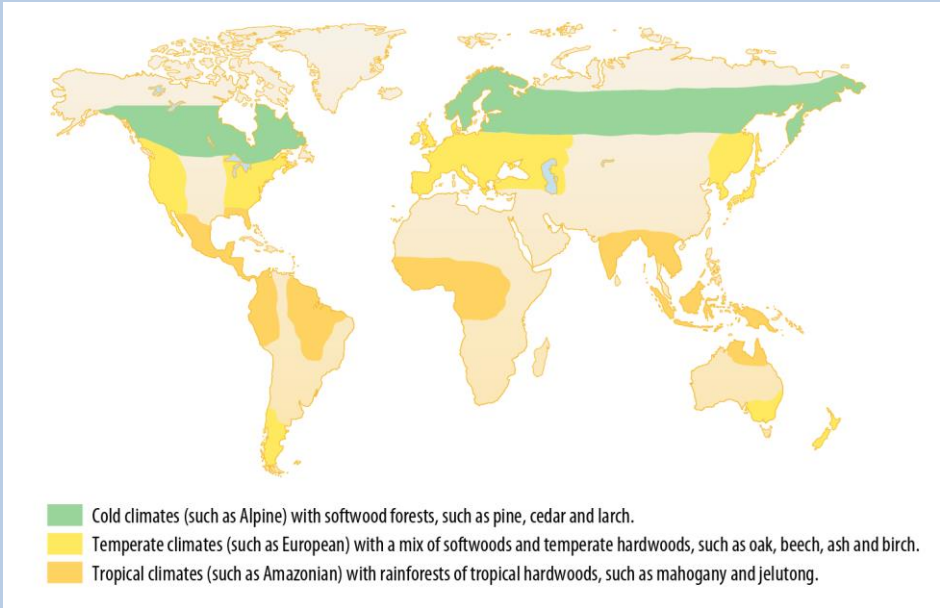 Cold climates (such as Alpine) with softwood forests, such as pine, cedar and larch.
Temperate climates (such as European) with a mix of softwoods and temperate hardwoods, such as oak, beech, ash and birch.
Tropical climates (such as Amazonian) with rainforests of tropical hardwoods, such as mahogany and jelutong.